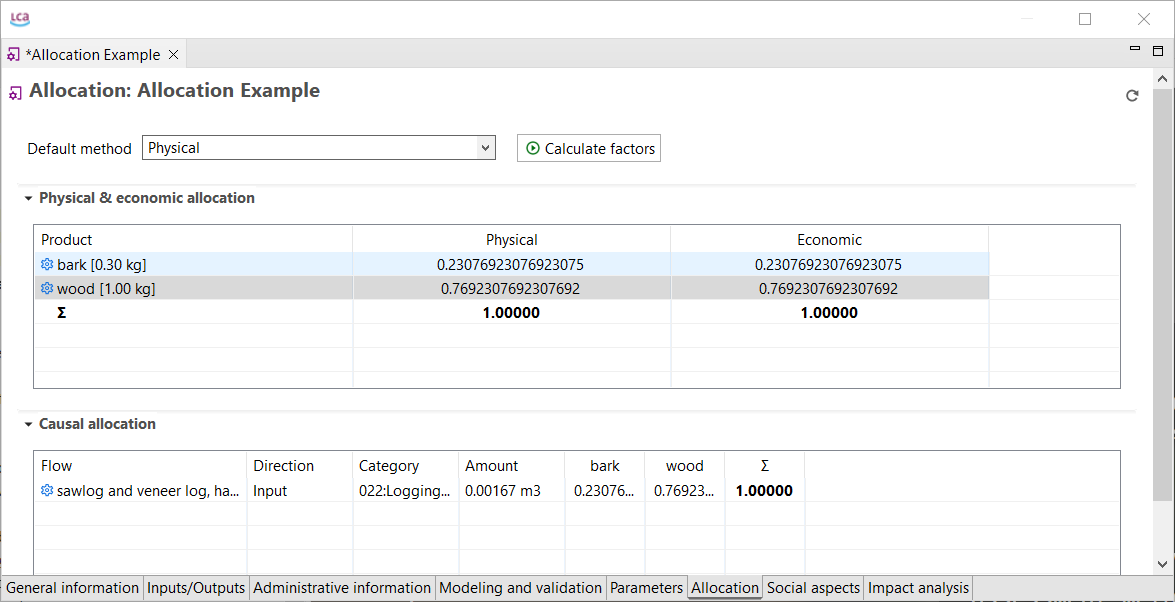 LCA
*Allocation Example
Allocation: Allocation Example
Default method Physical Calculate factors
Physical & economic allocation
Product Physical Economic
bark [0.30 kg] 0.23076923076923075 0.23076923076923075
wood [1.00 kg] 0.7692307692307692 0.7692307692307692
Σ 1.00000 1.00000
Causal allocation
Flow Direction Category Amount bark wood Σ
sawlog and veneer log, ha... Input 022:Logging... 0.00167 m3 0.23076... 0.76923... 1.00000
General information Inputs/Outputs Administrative information Modeling and validation Parameters Allocation Social aspects Impact analysis